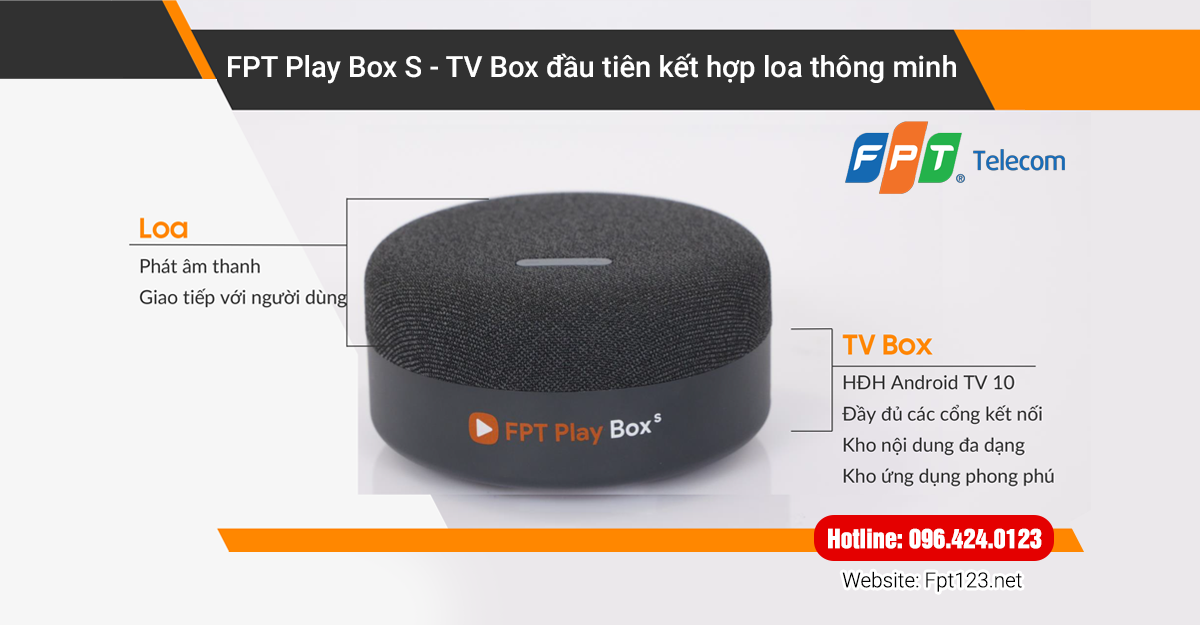 FPT Play Box S - TV Box đầu tiên kết hợp loa thông minh
FPT® Telecom
Loa
Phát âm thanh
Giao tiếp với người dùng
TV Box
HĐH Android TV 10
Đầy đủ các cổng kết nối
Kho nội dung đa dạng
Kho ứng dụng phong phú
FPT Play Box S
Hotline: 096.424.0123
Website: Fpt123.net